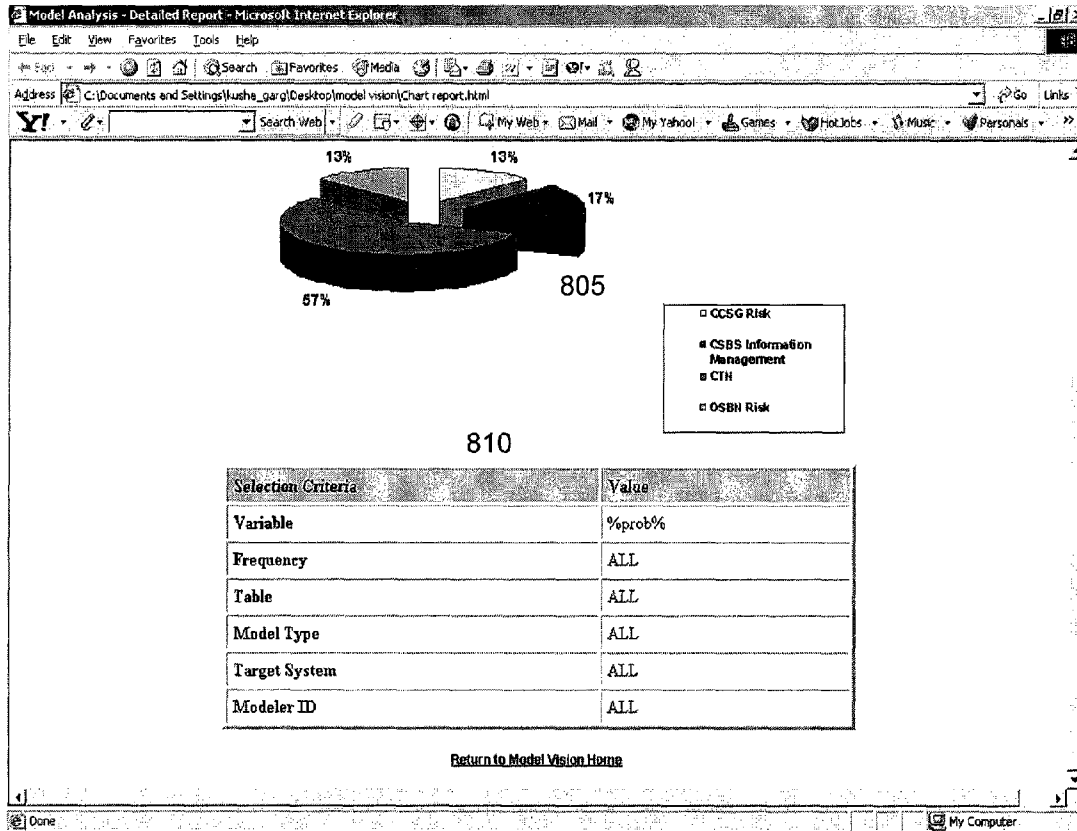 Model Analysis - Detailed Report - Microsoft Internet Explorer
File Edit View Favorites Tools Help
Back Search Favorites Media
Address C:\Documents and Settings\kusha_garg\Desktop\model vision\Chart report.html Go Links
Y! Search Web My Web Mail My Yahoo! Games HotJobs Music Personals »
13% 13%
17%
57%
805
CCSG Risk
CSBS Information
Management
CTN
OSBN Risk
810
Selection Criteria Value
Variable %prob%
Frequency ALL
Table ALL
Model Type ALL
Target System ALL
Modeler ID ALL
Return to Model Vision Home
Done My Computer